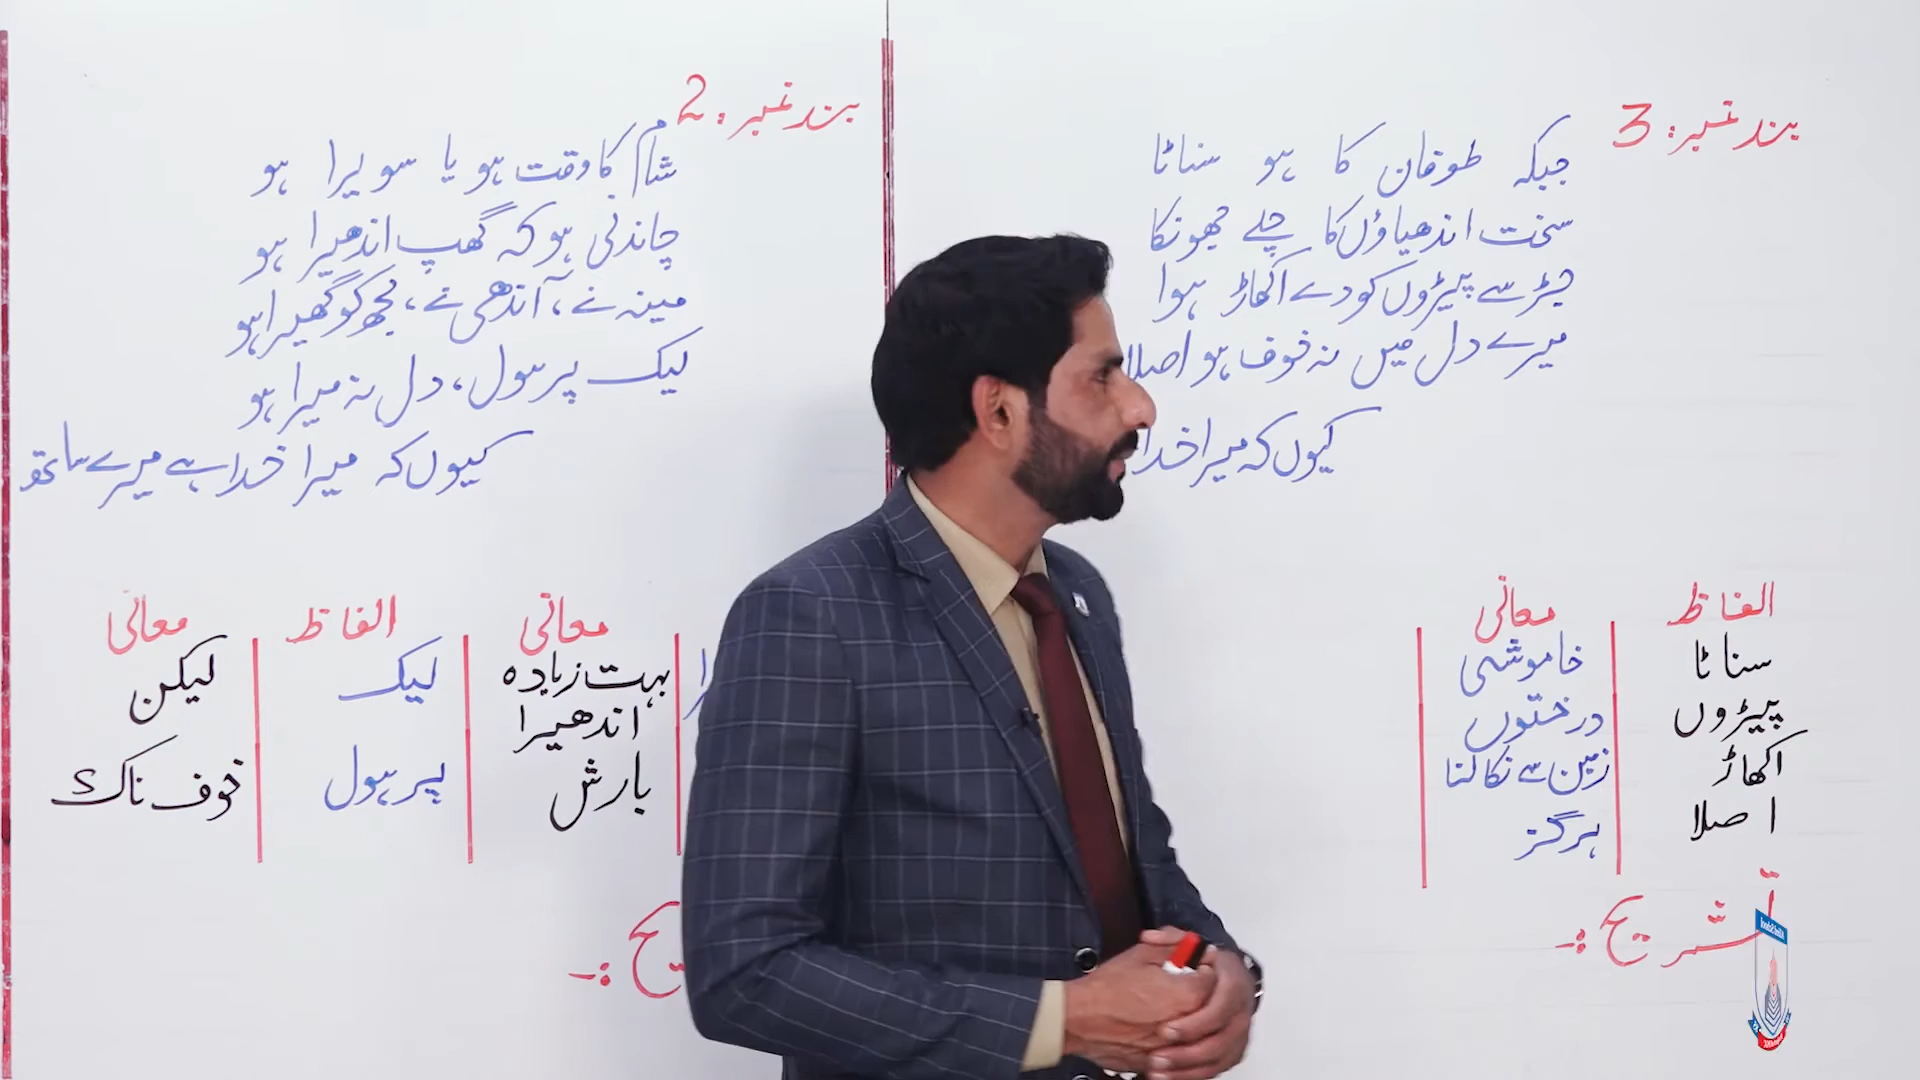 بند نمبر: 3
جبکہ طوفان کا ہو سناٹا
سخت اندھیاؤں کا چلے جھونکا
جڑ سے پیڑوں کو دے اکھاڑ ہوا
میرے دل میں نہ خوف ہو اصلا
کیوں کہ میرا خدا
الفاظ معانی
سناٹا خاموشی
پیڑوں درختوں
اکھاڑ زمین سے نکالنا
اصلا ہرگز
تشریح :-
بند نمبر: 2
شام کا وقت ہو یا سویرا ہو
چاندنی ہو کہ گھپ اندھیرا ہو
مینہ نے، آندھی نے، مجھ کو گھیرا ہو
لیک پر ہول، دل نہ میرا ہو
کیوں کہ میرا خدا ہے میرے ساتھ
معانی الفاظ معانی
بہت زیادہ لیک لیکن
اندھیرا
بارش پر ہول خوف ناک
یح :-